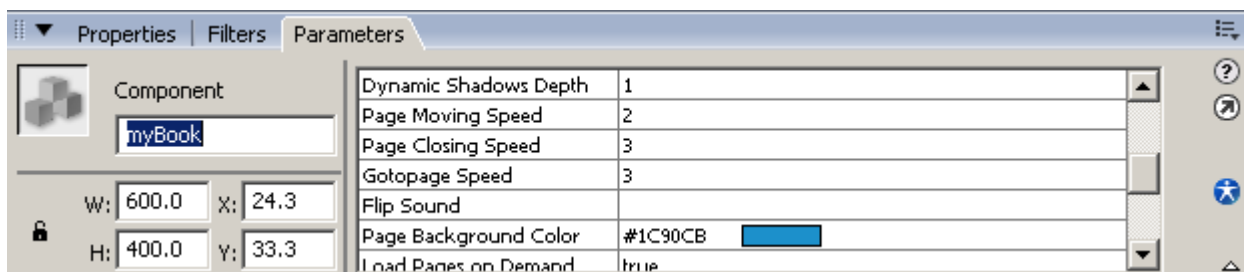 Properties | Filters | Parameters
Component
myBook
W: 600.0 X: 24.3
H: 400.0 Y: 33.3
Dynamic Shadows Depth 1
Page Moving Speed 2
Page Closing Speed 3
Gotopage Speed 3
Flip Sound
Page Background Color #1C90CB
Load Pages on Demand true